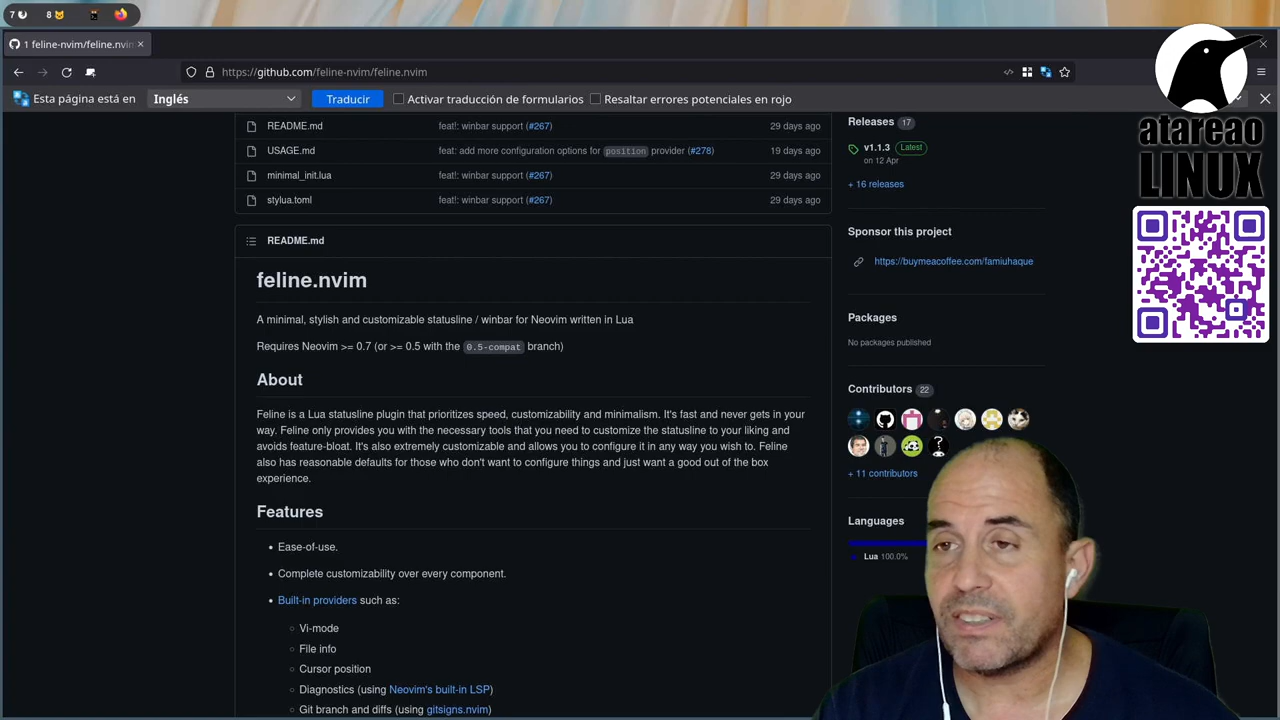 7
8
1 feline-nvim/feline.nvim
https://github.com/feline-nvim/feline.nvim
Esta página está en
Inglés
Traducir
Activar traducción de formularios
Resaltar errores potenciales en rojo
atareao
LINUX
README.md
feat!: winbar support (#267)
29 days ago
USAGE.md
feat: add more configuration options for position provider (#278)
19 days ago
minimal_init.lua
feat!: winbar support (#267)
29 days ago
stylua.toml
feat!: winbar support (#267)
29 days ago
README.md
feline.nvim
A minimal, stylish and customizable statusline / winbar for Neovim written in Lua
Requires Neovim >= 0.7 (or >= 0.5 with the 0.5-compat branch)
About
Feline is a Lua statusline plugin that prioritizes speed, customizability and minimalism. It's fast and never gets in your
way. Feline only provides you with the necessary tools that you need to customize the statusline to your liking and
avoids feature-bloat. It's also extremely customizable and allows you to configure it in any way you wish to. Feline
also has reasonable defaults for those who don't want to configure things and just want a good out of the box
experience.
Features
Ease-of-use.
Complete customizability over every component.
Built-in providers such as:
Vi-mode
File info
Cursor position
Diagnostics (using Neovim's built-in LSP)
Git branch and diffs (using gitsigns.nvim)
Releases 17
v1.1.3 Latest
on 12 Apr
+ 16 releases
Sponsor this project
https://buymeacoffee.com/famiuhaque
Packages
No packages published
Contributors 22
+ 11 contributors
Languages
Lua 100.0%